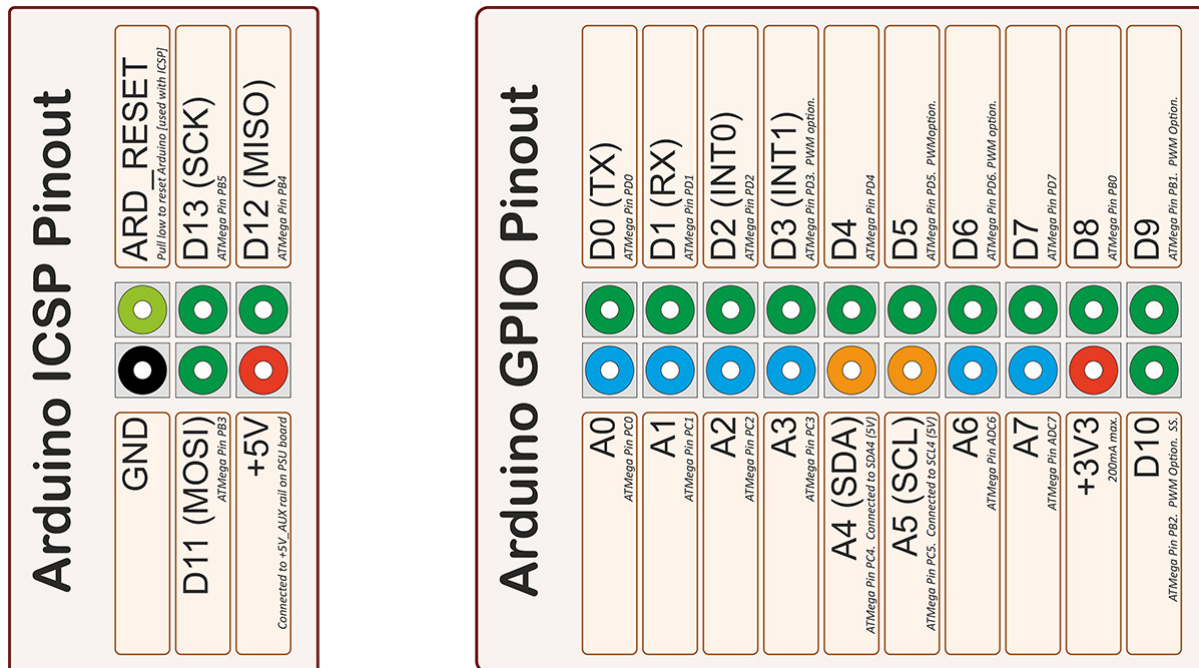 Arduino ICSP Pinout
GND
ARD_RESET
Pull low to reset Arduino [used with ICSP]
D11 (MOSI)
ATMega Pin PB3
D13 (SCK)
ATMega Pin PB5
+5V
Connected to +5V_AUX rail on PSU board
D12 (MISO)
ATMega Pin PB4
Arduino GPIO Pinout
A0
ATMega Pin PC0
D0 (TX)
ATMega Pin PD0
A1
ATMega Pin PC1
D1 (RX)
ATMega Pin PD1
A2
ATMega Pin PC2
D2 (INT0)
ATMega Pin PD2
A3
ATMega Pin PC3
D3 (INT1)
ATMega Pin PD3. PWM option.
A4 (SDA)
ATMega Pin PC4. Connected to SDA4 (5V)
D4
ATMega Pin PD4
A5 (SCL)
ATMega Pin PC5. Connected to SCL4 (5V)
D5
ATMega Pin PD5. PWMoption.
A6
ATMega Pin ADC6
D6
ATMega Pin PD6. PWM option.
A7
ATMega Pin ADC7
D7
ATMega Pin PD7
+3V3
200mA max.
D8
ATMega Pin PB0
D10
ATMega Pin PB2. PWM Option. SS.
D9
ATMega Pin PB1. PWM Option.